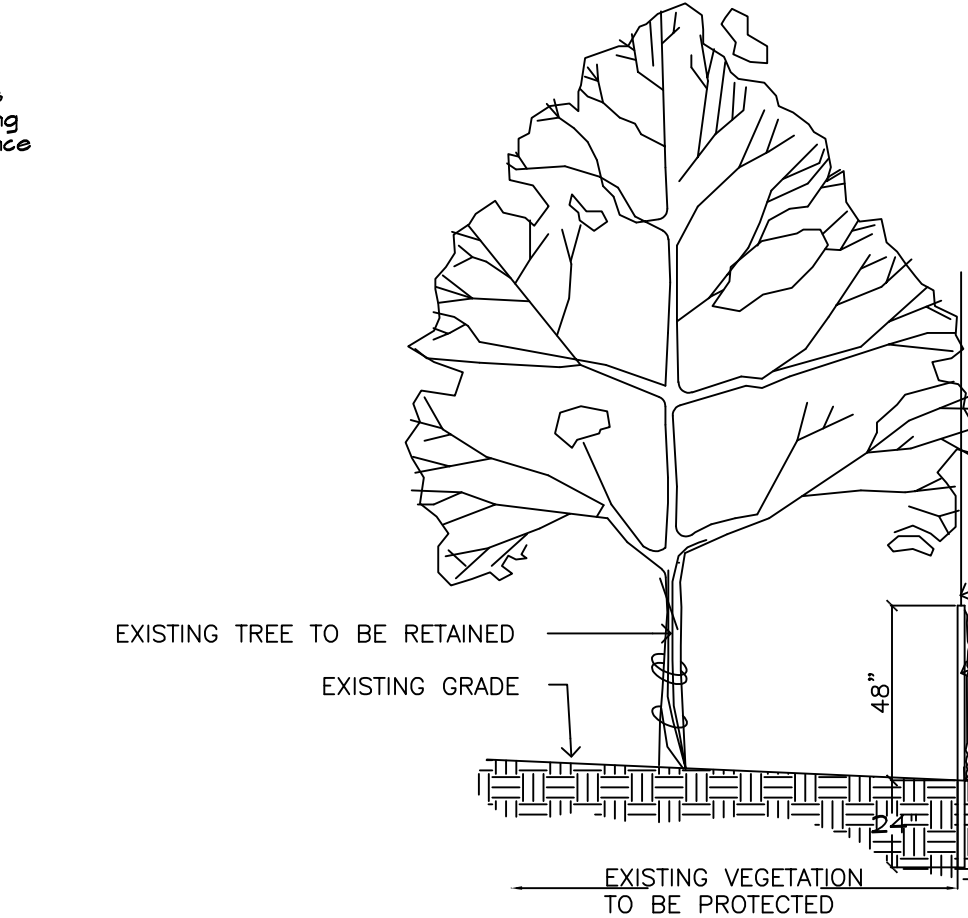 EXISTING TREE TO BE RETAINED
EXISTING GRADE
48"
24"
EXISTING VEGETATION
TO BE PROTECTED